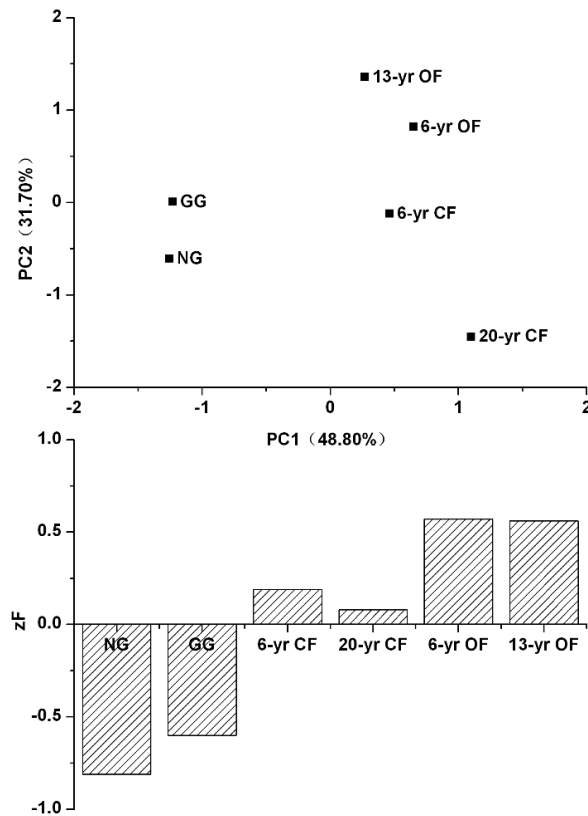 2
13-yr OF
1
6-yr OF
PC2（31.70%）
0
GG
6-yr CF
NG
-1
20-yr CF
-2
-2
-1
0
1
2
PC1（48.80%）
1.0
0.5
zF
0.0
NG
GG
6-yr CF
20-yr CF
6-yr OF
13-yr OF
-0.5
-1.0